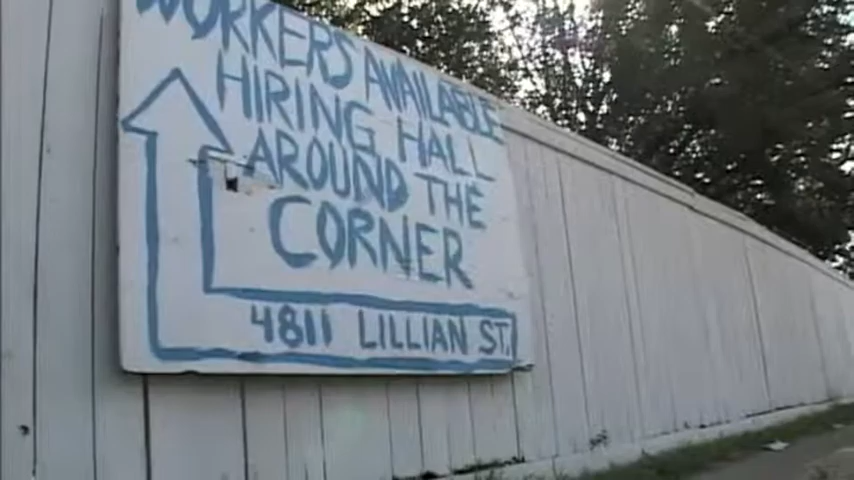 WORKERS AVAILABLE
HIRING HALL
AROUND THE
CORNER
4811 LILLIAN ST.